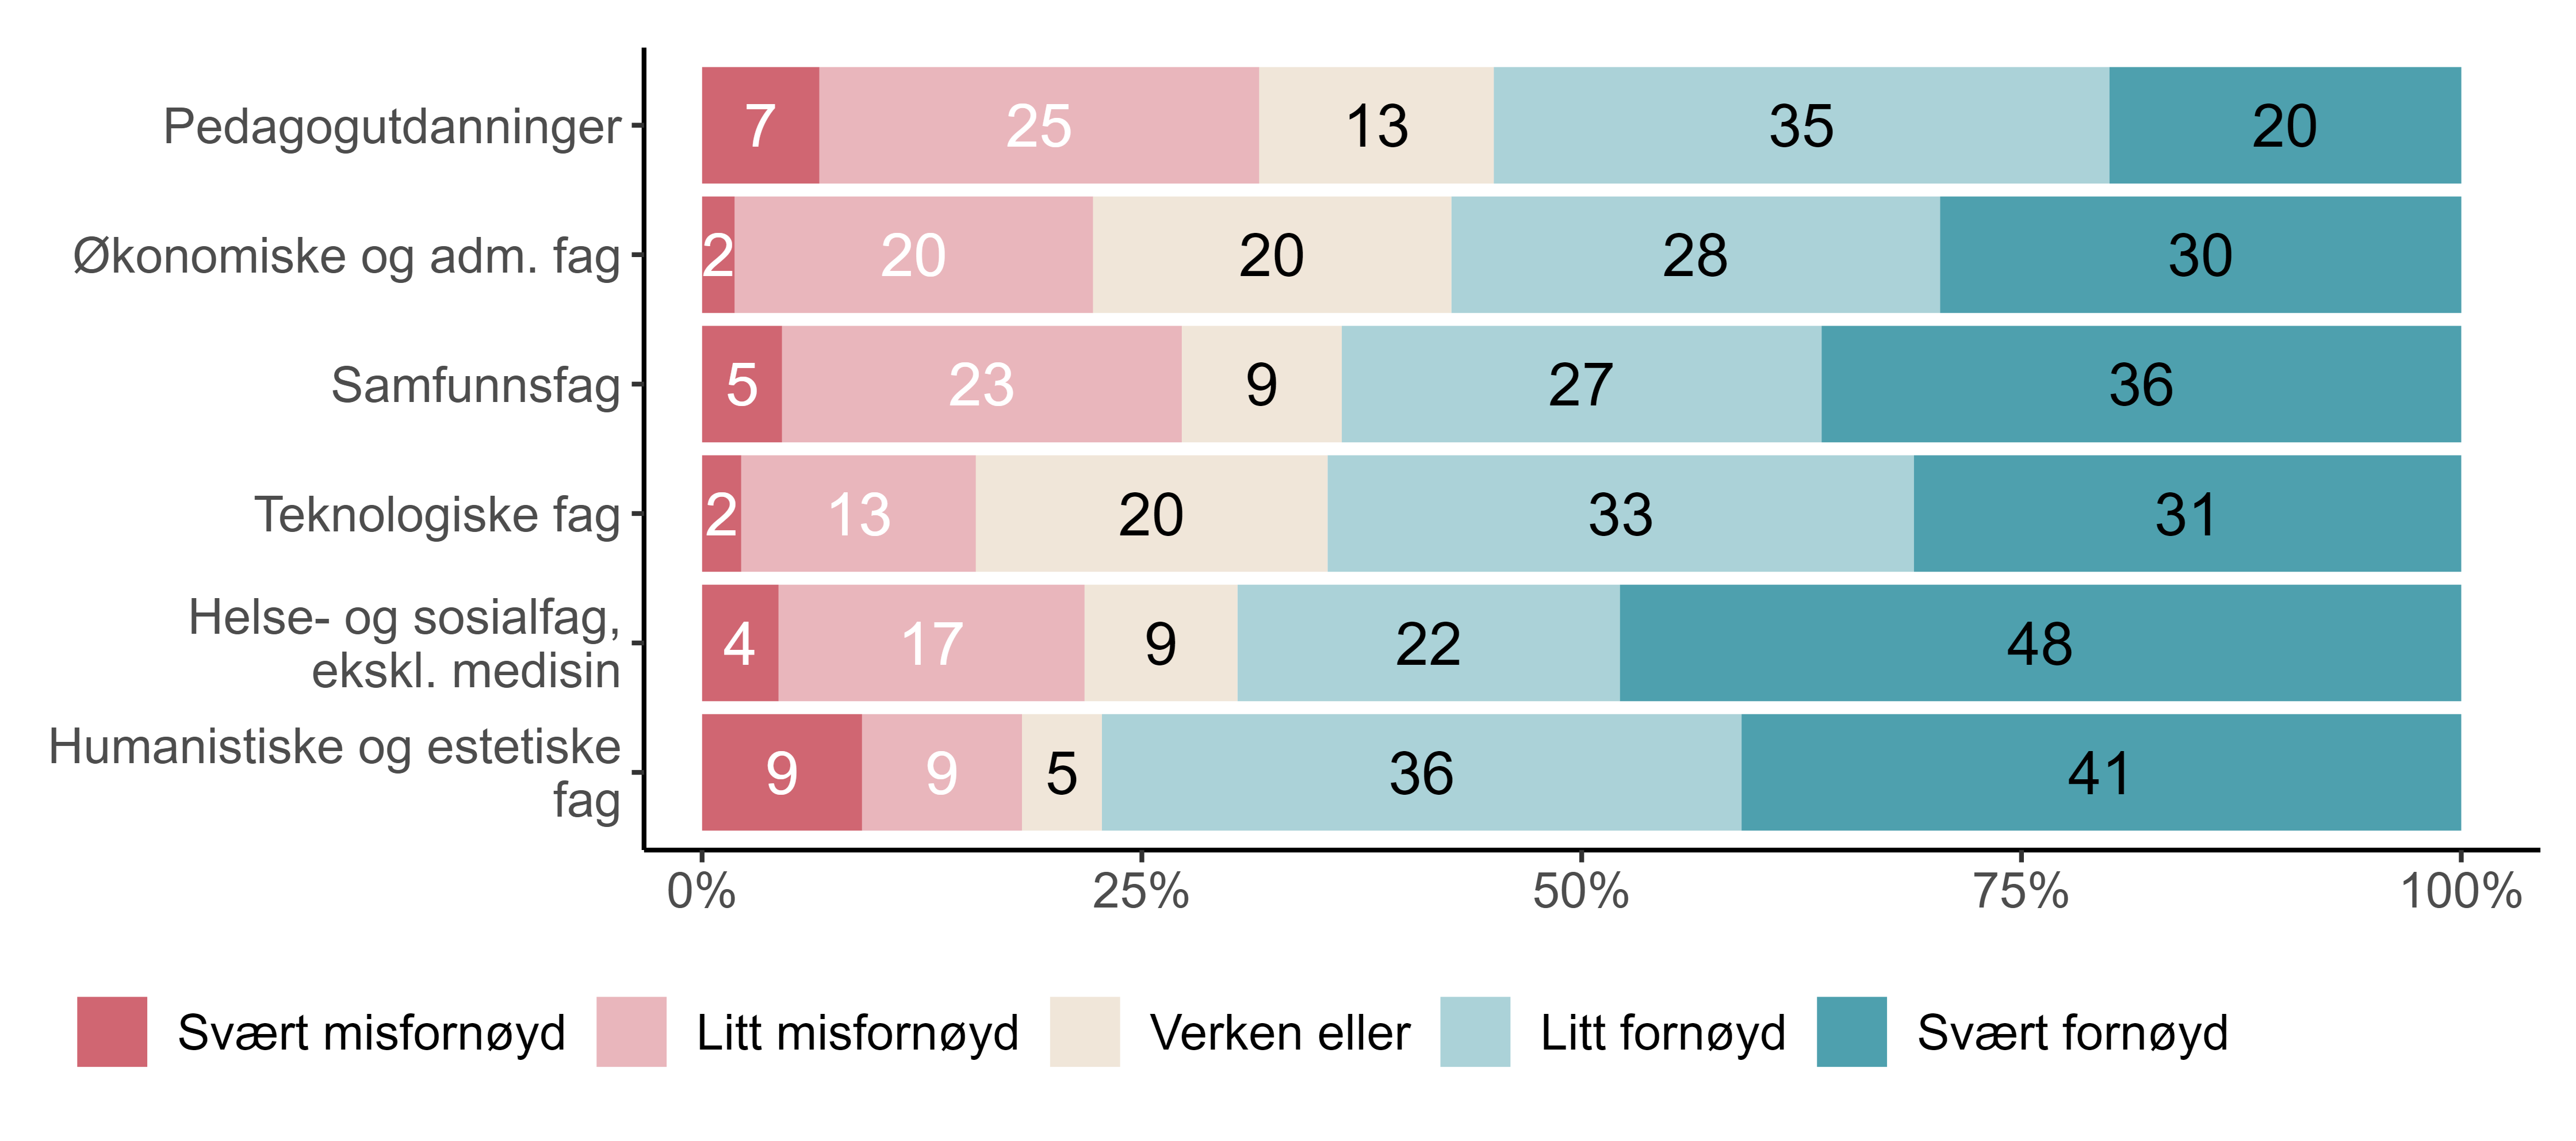 Pedagogutdanninger 7 25 13 35 20
Økonomiske og adm. fag 2 20 20 28 30
Samfunnsfag 5 23 9 27 36
Teknologiske fag 2 13 20 33 31
Helse- og sosialfag,
ekskl. medisin 4 17 9 22 48
Humanistiske og estetiske
fag 9 9 5 36 41
0% 25% 50% 75% 100%
Svært misfornøyd Litt misfornøyd Verken eller Litt fornøyd Svært fornøyd